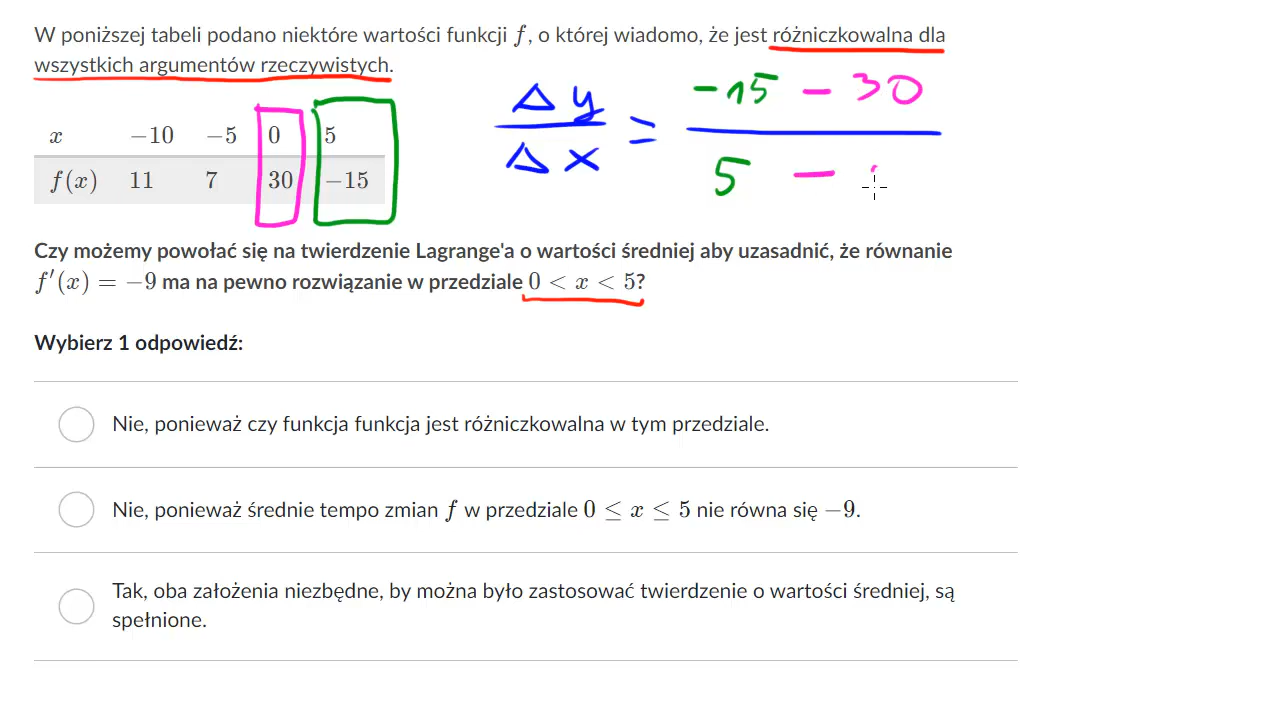 W poniższej tabeli podano niektóre wartości funkcji f, o której wiadomo, że jest różniczkowalna dla
wszystkich argumentów rzeczywistych.
x −10 −5 0 5
f(x) 11 7 30 −15
Δy
Δx
=
-15 - 30
5 -
Czy możemy powołać się na twierdzenie Lagrange'a o wartości średniej aby uzasadnić, że równanie
f′(x) = −9 ma na pewno rozwiązanie w przedziale 0 < x < 5?
Wybierz 1 odpowiedź:
Nie, ponieważ czy funkcja funkcja jest różniczkowalna w tym przedziale.
Nie, ponieważ średnie tempo zmian f w przedziale 0 ≤ x ≤ 5 nie równa się −9.
Tak, oba założenia niezbędne, by można było zastosować twierdzenie o wartości średniej, są
spełnione.